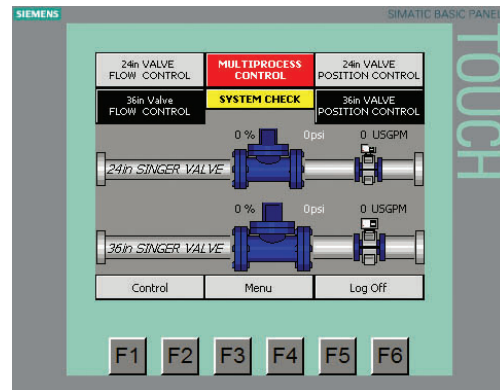 SIEMENS
SIMATIC BASIC PANEL
TOUCH
24in VALVE
FLOW CONTROL
MULTIPROCESS
CONTROL
24in VALVE
POSITION CONTROL
36in Valve
FLOW CONTROL
SYSTEM CHECK
36in VALVE
POSITION CONTROL
0 % 0psi 0 USGPM
24in SINGER VALVE
0 % 0psi 0 USGPM
36in SINGER VALVE
Control Menu Log Off
F1 F2 F3 F4 F5 F6